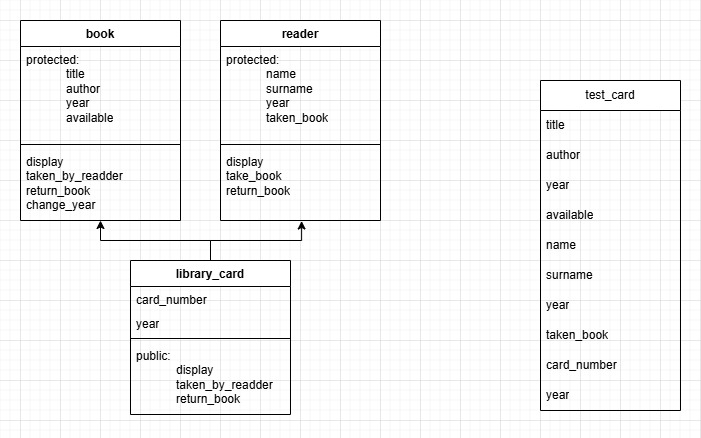 book
protected:
title
author
year
available
display
taken_by_readder
return_book
change_year
reader
protected:
name
surname
year
taken_book
display
take_book
return_book
library_card
card_number
year
public:
display
taken_by_readder
return_book
test_card
title
author
year
available
name
surname
year
taken_book
card_number
year